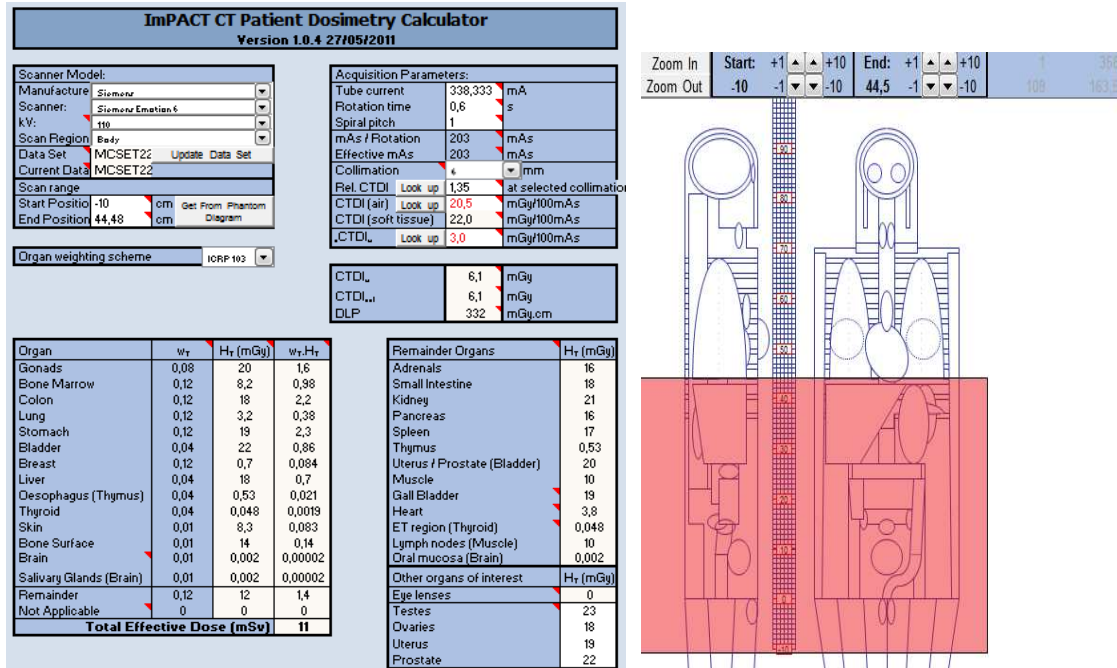 ImPACT CT Patient Dosimetry Calculator
Version 1.0.4 27/05/2011
Scanner Model:
Manufacture Siemens
Scanner: Siemens Emotion 6
kV: 110
Scan Region Body
Data Set MCSET22 Update Data Set
Current Data MCSET22
Scan range
Start Positio -10 cm Get From Phantom Diagram
End Position 44,48 cm
Organ weighting scheme ICRP 103
Acquisition Parameters:
Tube current 338,333 mA
Rotation time 0,6 s
Spiral pitch 1
mAs / Rotation 203 mAs
Effective mAs 203 mAs
Collimation 6 mm
Rel. CTDI Look up 1,35 at selected collimation
CTDI (air) Look up 20,5 mGy/100mAs
CTDI (soft tissue) 22,0 mGy/100mAs
CTDI Look up 3,0 mGy/100mAs
CTDIw 6,1 mGy
CTDIvol 6,1 mGy
DLP 332 mGy.cm
Organ wT HT (mGy) wT.HT
Gonads 0,08 20 1,6
Bone Marrow 0,12 8,2 0,98
Colon 0,12 18 2,2
Lung 0,12 3,2 0,38
Stomach 0,12 19 2,3
Bladder 0,04 22 0,86
Breast 0,12 0,7 0,084
Liver 0,04 18 0,7
Oesophagus (Thymus) 0,04 0,53 0,021
Thyroid 0,04 0,048 0,0019
Skin 0,01 8,3 0,083
Bone Surface 0,01 14 0,14
Brain 0,01 0,002 0,00002
Salivary Glands (Brain) 0,01 0,002 0,00002
Remainder 0,12 12 1,4
Not Applicable 0 0 0
Total Effective Dose (mSv) 11
Remainder Organs HT (mGy)
Adrenals 16
Small Intestine 18
Kidney 21
Pancreas 16
Spleen 17
Thymus 0,53
Uterus / Prostate (Bladder) 20
Muscle 10
Gall Bladder 19
Heart 3,8
ET region (Thyroid) 0,048
Lymph nodes (Muscle) 10
Oral mucosa (Brain) 0,002
Other organs of interest HT (mGy)
Eye lenses 0
Testes 23
Ovaries 18
Uterus 19
Prostate 22
Zoom In Start: +1 +10 End: +1 +10 1
Zoom Out -10 -1 -10 44,5 -1 -10 109
90
80
70
60
50
40
30
20
10
0
-10